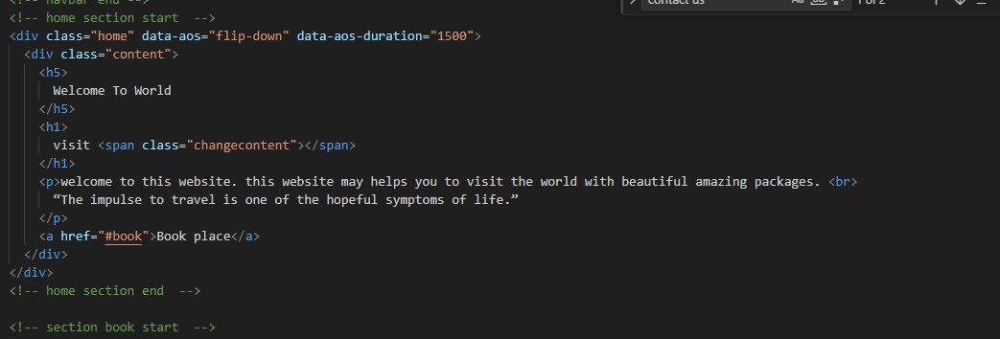 <!-- navbar end -->
contact us
1 of 2
<!-- home section start  -->
<div class="home" data-aos="flip-down" data-aos-duration="1500">
<div class="content">
<h5>
Welcome To World
</h5>
<h1>
visit <span class="changecontent"></span>
</h1>
<p>welcome to this website. this website may helps you to visit the world with beautiful amazing packages. <br>
“The impulse to travel is one of the hopeful symptoms of life.”
</p>
<a href="#book">Book place</a>
</div>
</div>
<!-- home section end  -->
<!-- section book start  -->